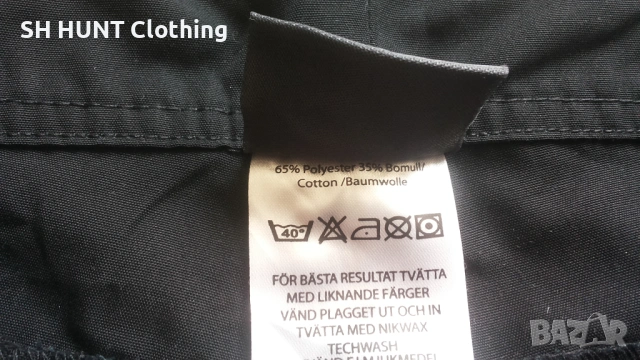 SH HUNT Clothing
65% Polyester 35% Bomull/
Cotton /Baumwolle
40°
FÖR BÄSTA RESULTAT TVÄTTA
MED LIKNANDE FÄRGER
VÄND PLAGGET UT OCH IN
TVÄTTA MED NIKWAX
TECHWASH
BAZAR